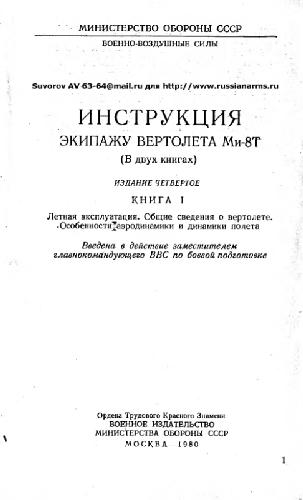 МИНИСТЕРСТВО ОБОРОНЫ СССР
ВОЕННО-ВОЗДУШНЫЕ СИЛЫ
Suvorov AV 63-64@mail.ru для http://www.russianarms.ru
ИНСТРУКЦИЯ
ЭКИПАЖУ ВЕРТОЛЕТА Ми-8Т
(В двух книгах)
ИЗДАНИЕ ЧЕТВЕРТОЕ
КНИГА I
Летная эксплуатация. Общие сведения о вертолете.
Особенности аэродинамики и динамики полета
Введена в действие заместителем
главнокомандующего ВВС по боевой подготовке
Ордена Трудового Красного Знамени
ВОЕННОЕ ИЗДАТЕЛЬСТВО
МИНИСТЕРСТВА ОБОРОНЫ СССР
МОСКВА — 1980
1